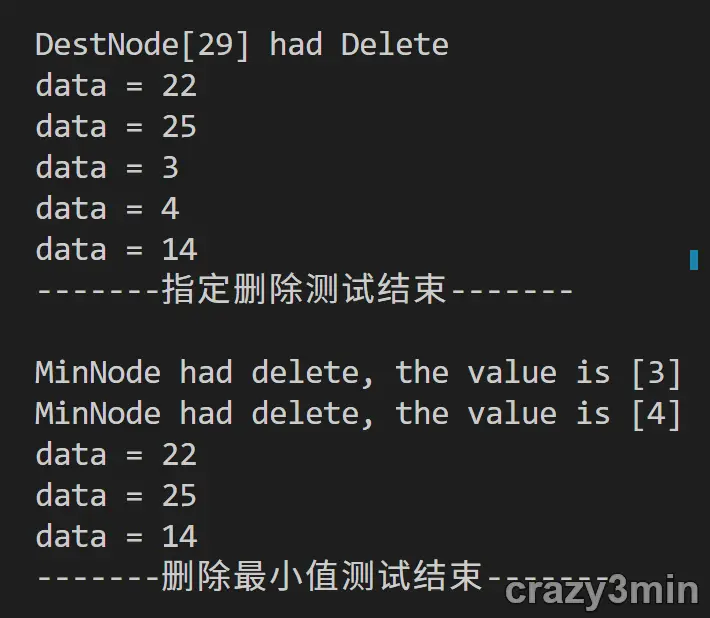 DestNode[29] had Delete
data = 22
data = 25
data = 3
data = 4
data = 14
-------指定删除测试结束-------
MinNode had delete, the value is [3]
MinNode had delete, the value is [4]
data = 22
data = 25
data = 14
-------删除最小值测试结束-------
crazy3min